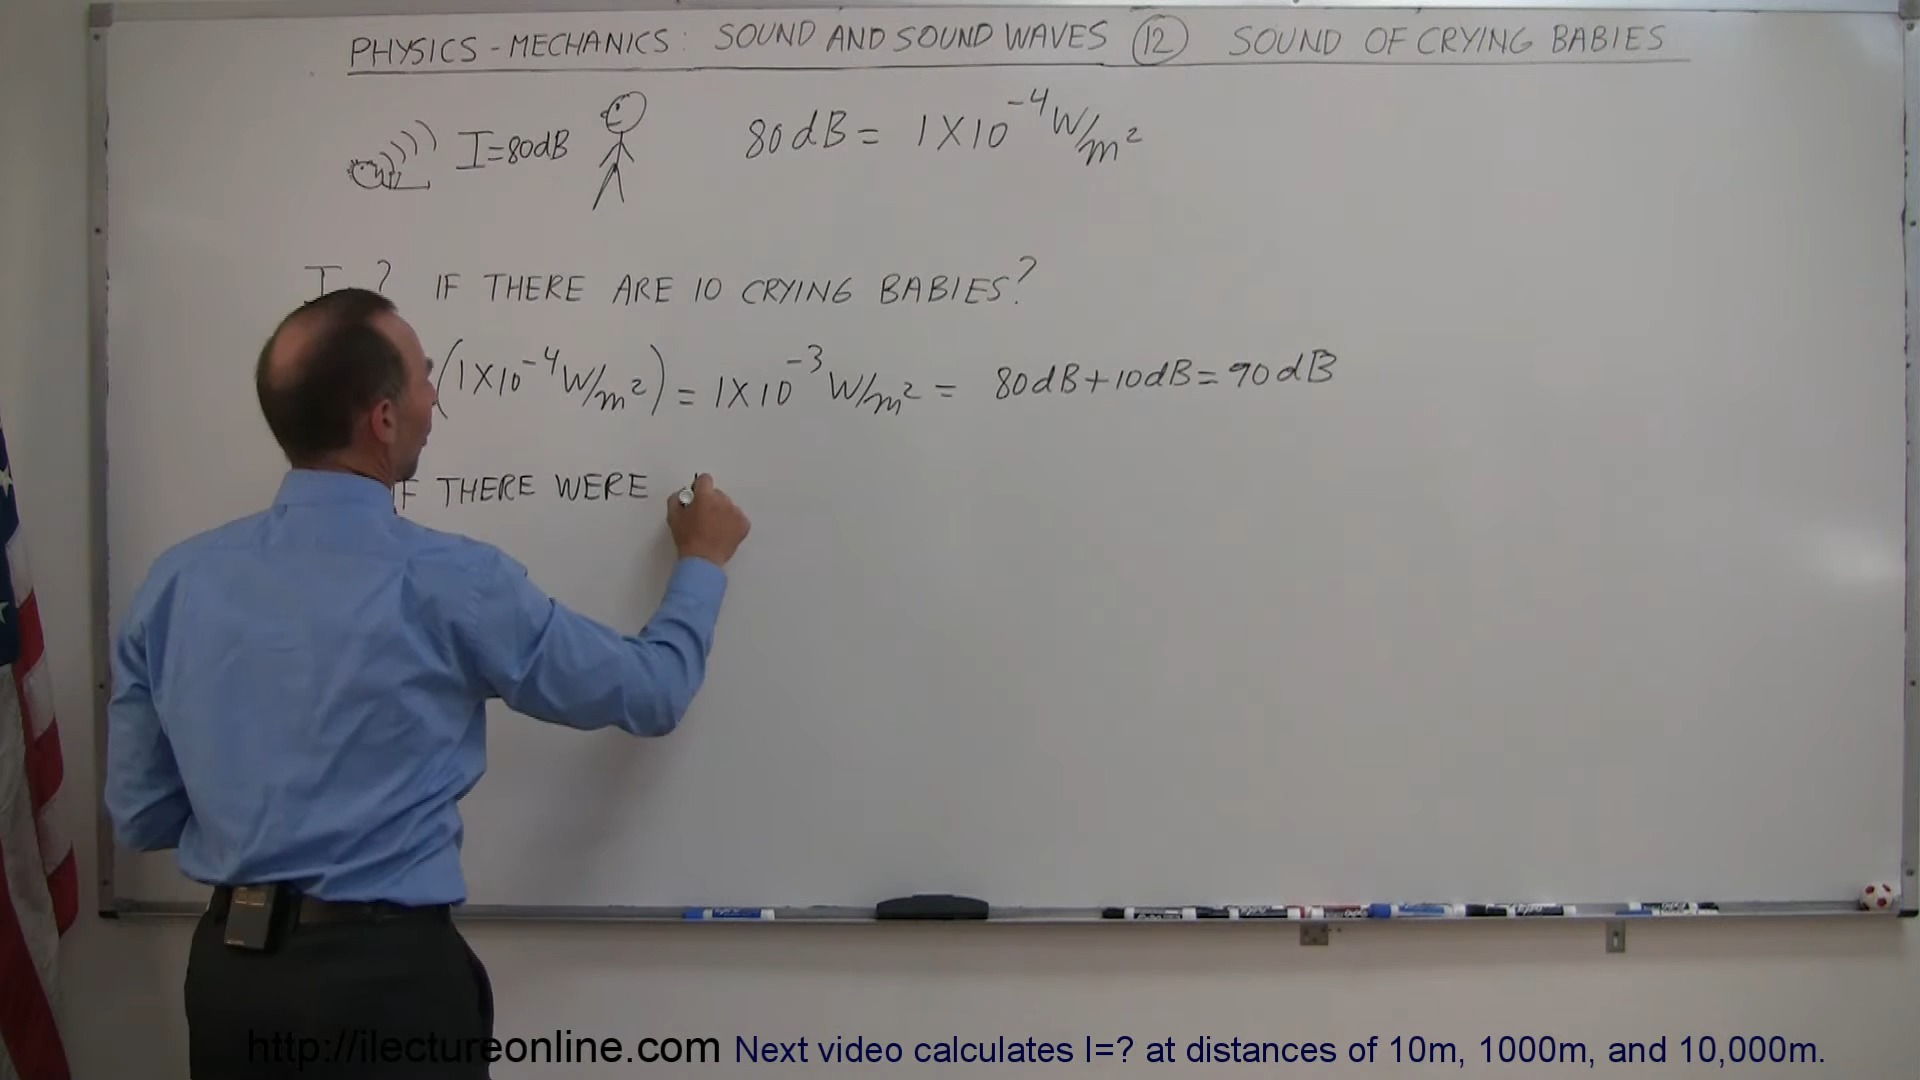 PHYSICS - MECHANICS: SOUND AND SOUND WAVES 12 SOUND OF CRYING BABIES
I=80dB 80dB = 1X10^-4 W/m²
I = ? IF THERE ARE 10 CRYING BABIES?
(1X10^-4 W/m²) = 1X10^-3 W/m² = 80dB+10dB=90dB
IF THERE WERE
http://ilectureonline.com Next video calculates I=? at distances of 10m, 1000m, and 10,000m.